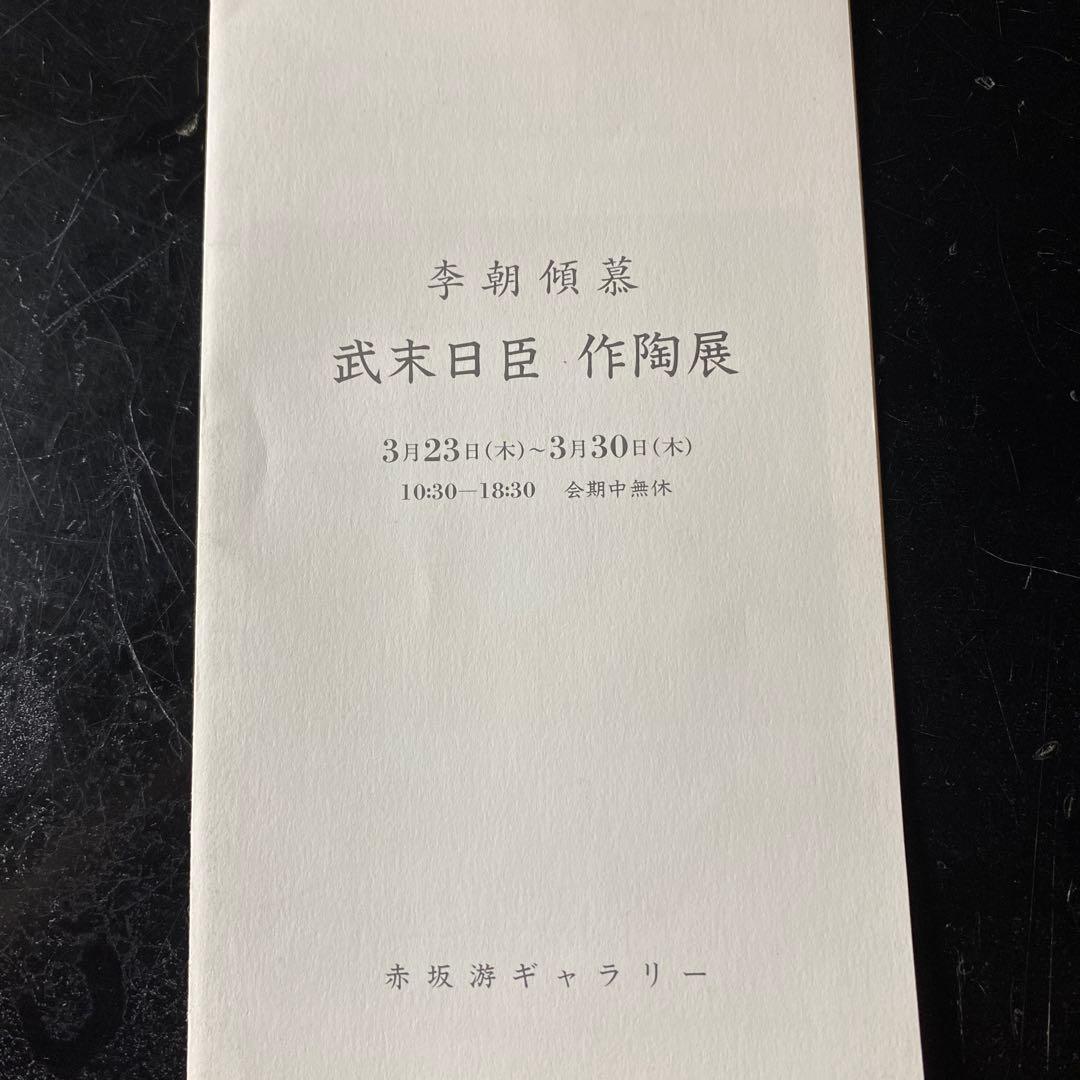 李朝傾慕
武末日臣 作陶展
3月23日(木)~3月30日(木)
10:30—18:30 会期中無休
赤坂游ギャラリー